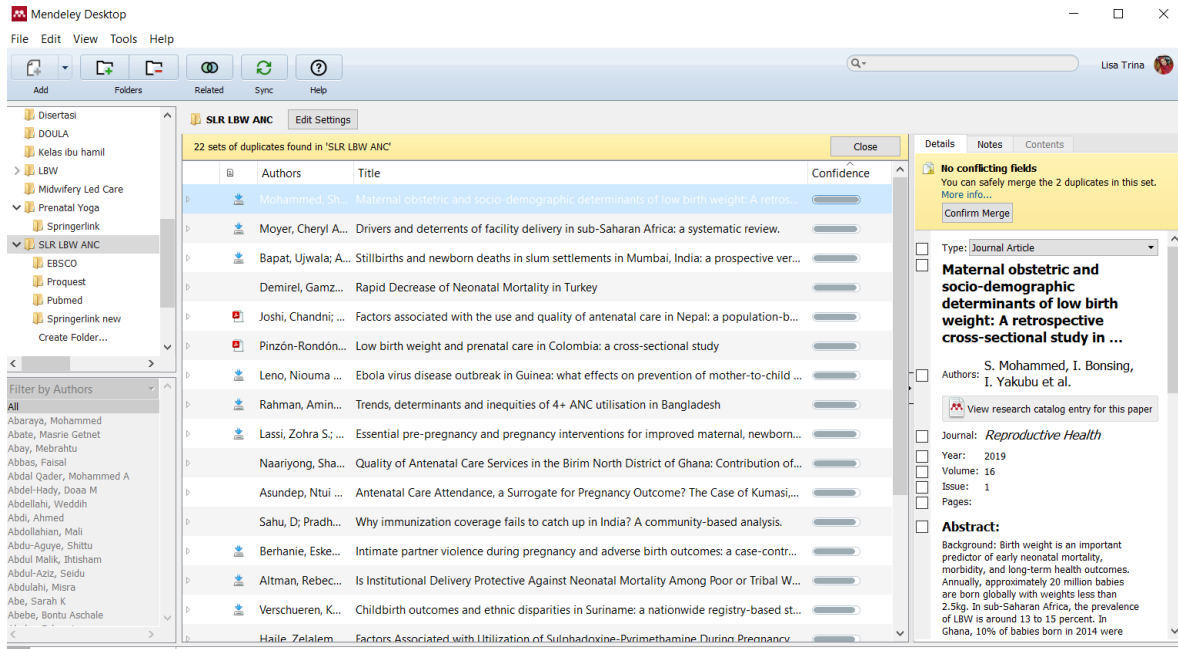 Mendeley Desktop
File Edit View Tools Help
Add Folders Related Sync Help
Lisa Trina
Disertasi
DOULA
Kelas ibu hamil
LBW
Midwifery Led Care
Prenatal Yoga
Springerlink
SLR LBW ANC
EBSCO
Proquest
Pubmed
Springerlink new
Create Folder...
Filter by Authors
All
Abaraya, Mohammed
Abate, Masrie Getnet
Abay, Mebrahtu
Abbas, Faisal
Abdal Qader, Mohammed A
Abdel-Hady, Doaa M
Abdellahi, Weddih
Abdi, Ahmed
Abdollahian, Mali
Abdu-Aguye, Shittu
Abdul Malik, Ihtisham
Abdul-Aziz, Seidu
Abdulahi, Misra
Abe, Sarah K
Abebe, Bontu Aschale
SLR LBW ANC Edit Settings
22 sets of duplicates found in 'SLR LBW ANC' Close
Authors Title Confidence
Mohammed, Sh... Maternal obstetric and socio-demographic determinants of low birth weight: A retros...
Moyer, Cheryl A... Drivers and deterrents of facility delivery in sub-Saharan Africa: a systematic review.
Bapat, Ujwala; A... Stillbirths and newborn deaths in slum settlements in Mumbai, India: a prospective ver...
Demirel, Gamz... Rapid Decrease of Neonatal Mortality in Turkey
Joshi, Chandni; ... Factors associated with the use and quality of antenatal care in Nepal: a population-b...
Pinzón-Rondón... Low birth weight and prenatal care in Colombia: a cross-sectional study
Leno, Niouma ... Ebola virus disease outbreak in Guinea: what effects on prevention of mother-to-child ...
Rahman, Amin... Trends, determinants and inequities of 4+ ANC utilisation in Bangladesh
Lassi, Zohra S.; ... Essential pre-pregnancy and pregnancy interventions for improved maternal, newborn...
Naariyong, Sha... Quality of Antenatal Care Services in the Birim North District of Ghana: Contribution of...
Asundep, Ntui ... Antenatal Care Attendance, a Surrogate for Pregnancy Outcome? The Case of Kumasi,...
Sahu, D; Pradh... Why immunization coverage fails to catch up in India? A community-based analysis.
Berhanie, Eske... Intimate partner violence during pregnancy and adverse birth outcomes: a case-contr...
Altman, Rebec... Is Institutional Delivery Protective Against Neonatal Mortality Among Poor or Tribal W...
Verschueren, K... Childbirth outcomes and ethnic disparities in Suriname: a nationwide registry-based st...
Haile, Zelalem Factors Associated with Utilization of Sulphadoxine-Pyrimethamine During Pregnancy
Details Notes Contents
No conflicting fields
You can safely merge the 2 duplicates in this set.
More info...
Confirm Merge
Type: Journal Article
Maternal obstetric and
socio-demographic
determinants of low birth
weight: A retrospective
cross-sectional study in ...
Authors: S. Mohammed, I. Bonsing,
I. Yakubu et al.
View research catalog entry for this paper
Journal: Reproductive Health
Year: 2019
Volume: 16
Issue: 1
Pages:
Abstract:
Background: Birth weight is an important
predictor of early neonatal mortality,
morbidity, and long-term health outcomes.
Annually, approximately 20 million babies
are born globally with weights less than
2.5kg. In sub-Saharan Africa, the prevalence
of LBW is around 13 to 15 percent. In
Ghana, 10% of babies born in 2014 were